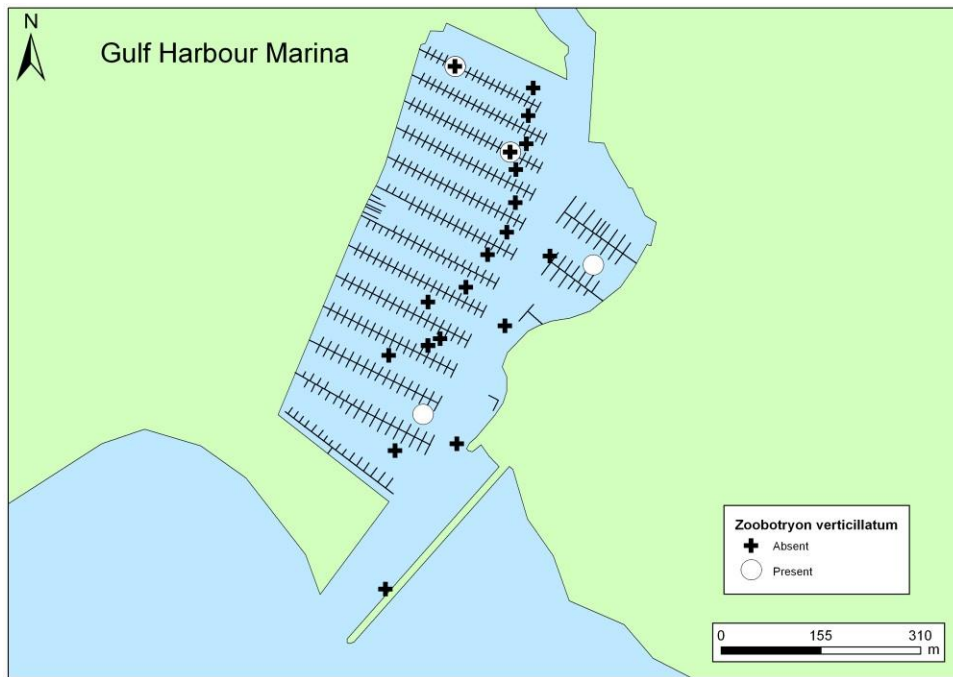 N
Gulf Harbour Marina
Zoobotryon verticillatum
Absent
Present
0 155 310
m